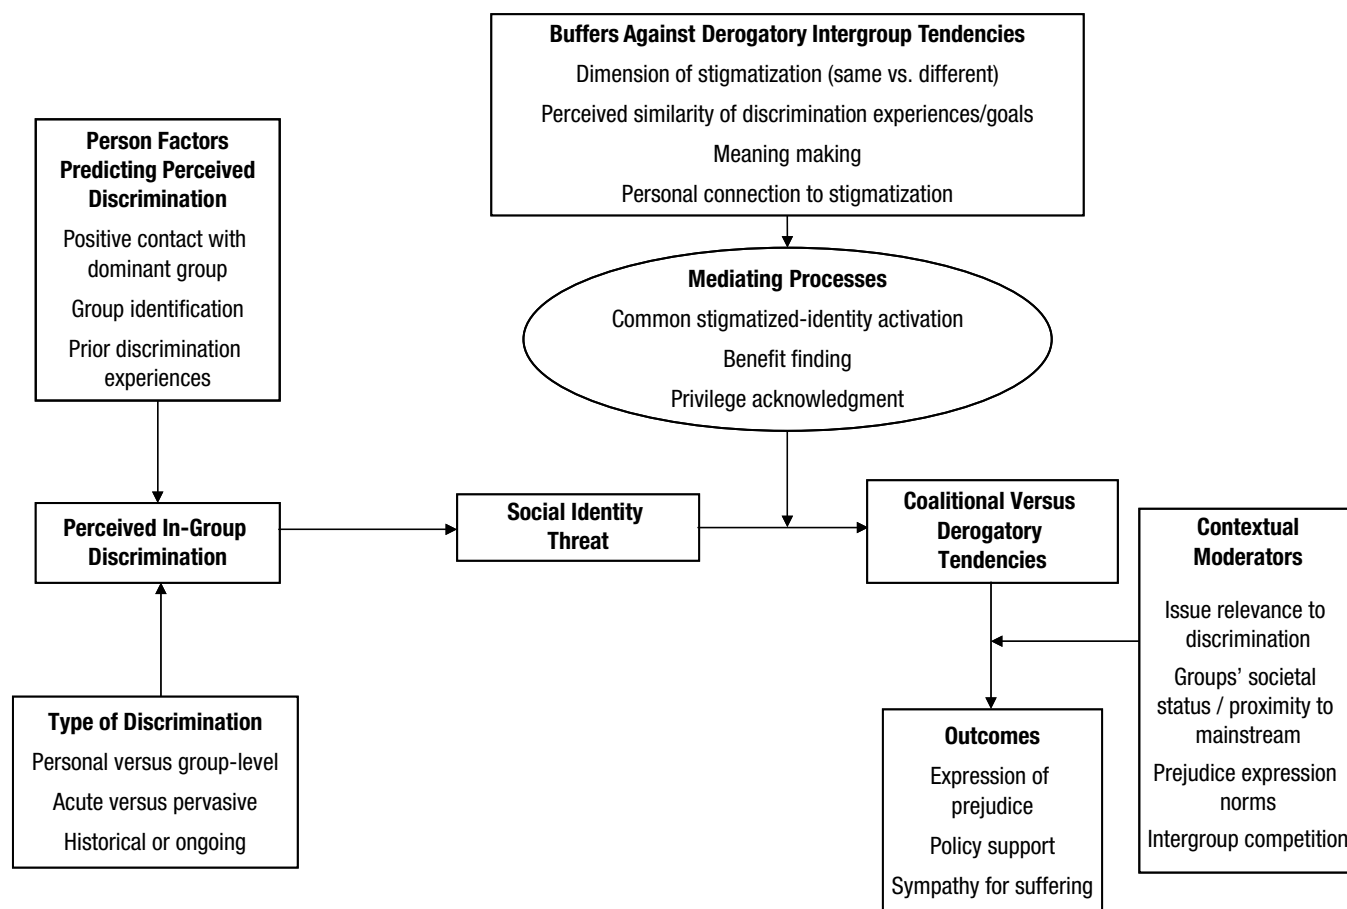 Buffers Against Derogatory Intergroup Tendencies
Dimension of stigmatization (same vs. different)
Perceived similarity of discrimination experiences/goals
Meaning making
Personal connection to stigmatization
Person Factors
Predicting Perceived
Discrimination
Positive contact with
dominant group
Group identification
Prior discrimination
experiences
Mediating Processes
Common stigmatized-identity activation
Benefit finding
Privilege acknowledgment
Perceived In-Group
Discrimination
Social Identity
Threat
Coalitional Versus
Derogatory
Tendencies
Contextual
Moderators
Issue relevance to
discrimination
Groups’ societal
status / proximity to
mainstream
Prejudice expression
norms
Intergroup competition
Type of Discrimination
Personal versus group-level
Acute versus pervasive
Historical or ongoing
Outcomes
Expression of
prejudice
Policy support
Sympathy for suffering